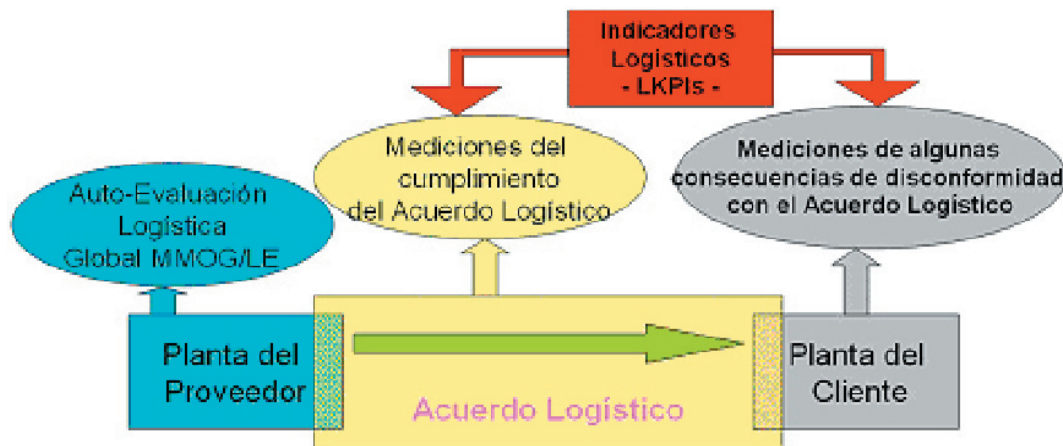 Indicadores
Logísticos
- LKPIs -
Mediciones del
cumplimiento
del Acuerdo Logístico
Mediciones de algunas
consecuencias de disconformidad
con el Acuerdo Logístico
Auto-Evaluación
Logística
Global MMOG/LE
Planta del
Proveedor
Acuerdo Logístico
Planta del
Cliente